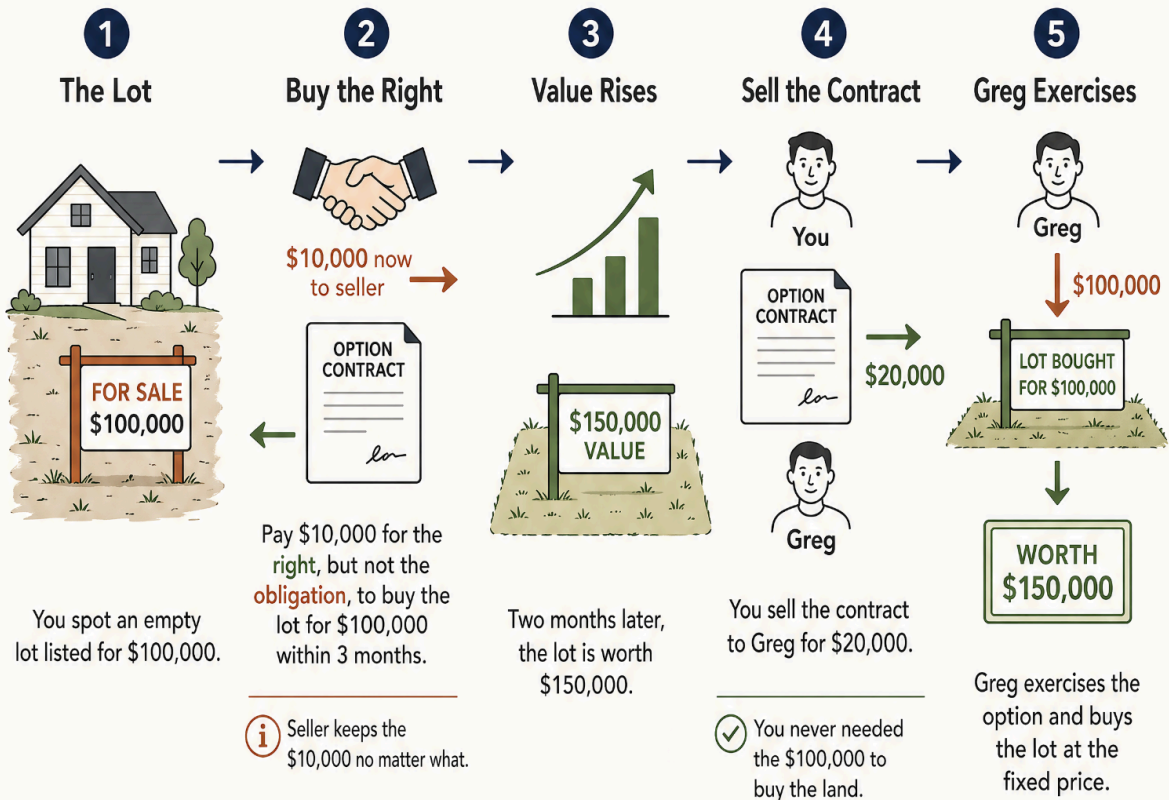 1
The Lot
FOR SALE
$100,000
You spot an empty
lot listed for $100,000.
2
Buy the Right
$10,000 now
to seller
OPTION
CONTRACT
Pay $10,000 for the
right, but not the
obligation, to buy the
lot for $100,000
within 3 months.
i
Seller keeps the
$10,000 no matter what.
3
Value Rises
$150,000
VALUE
Two months later,
the lot is worth
$150,000.
4
Sell the Contract
You
OPTION
CONTRACT
$20,000
Greg
You sell the contract
to Greg for $20,000.
You never needed
the $100,000 to
buy the land.
5
Greg Exercises
Greg
$100,000
LOT BOUGHT
FOR $100,000
WORTH
$150,000
Greg exercises the
option and buys
the lot at the
fixed price.